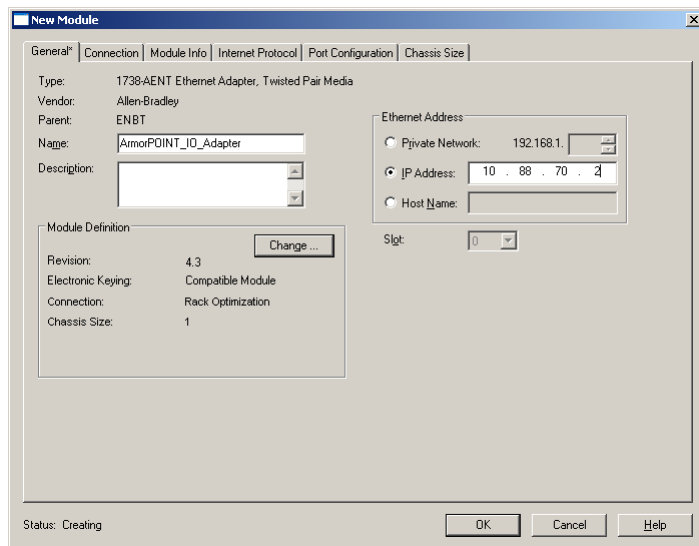 New Module
General* Connection Module Info Internet Protocol Port Configuration Chassis Size
Type: 1738-AENT Ethernet Adapter, Twisted Pair Media
Vendor: Allen-Bradley
Parent: ENBT
Name: ArmorPOINT_IO_Adapter
Description:
Ethernet Address
Private Network: 192.168.1.
IP Address: 10 . 88 . 70 . 2
Host Name:
Slot: 0
Module Definition
Change ...
Revision: 4.3
Electronic Keying: Compatible Module
Connection: Rack Optimization
Chassis Size: 1
Status: Creating
OK Cancel Help